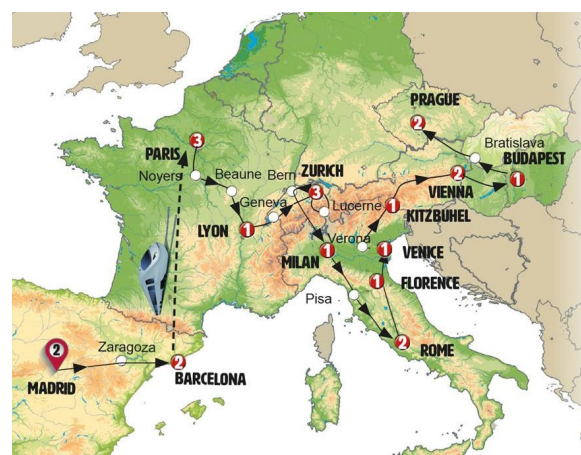 PRAGUE
2
Bratislava
BUDAPEST
1
3
PARIS
Noyers
Beaune
Bern
ZURICH
3
2
VIENNA
Geneva
Lucerne
KITZBUHEL
1
LYON
1
Verona
MILAN
1
1
VENICE
1
FLORENCE
Pisa
2
ROME
2
Zaragoza
2
MADRID
BARCELONA